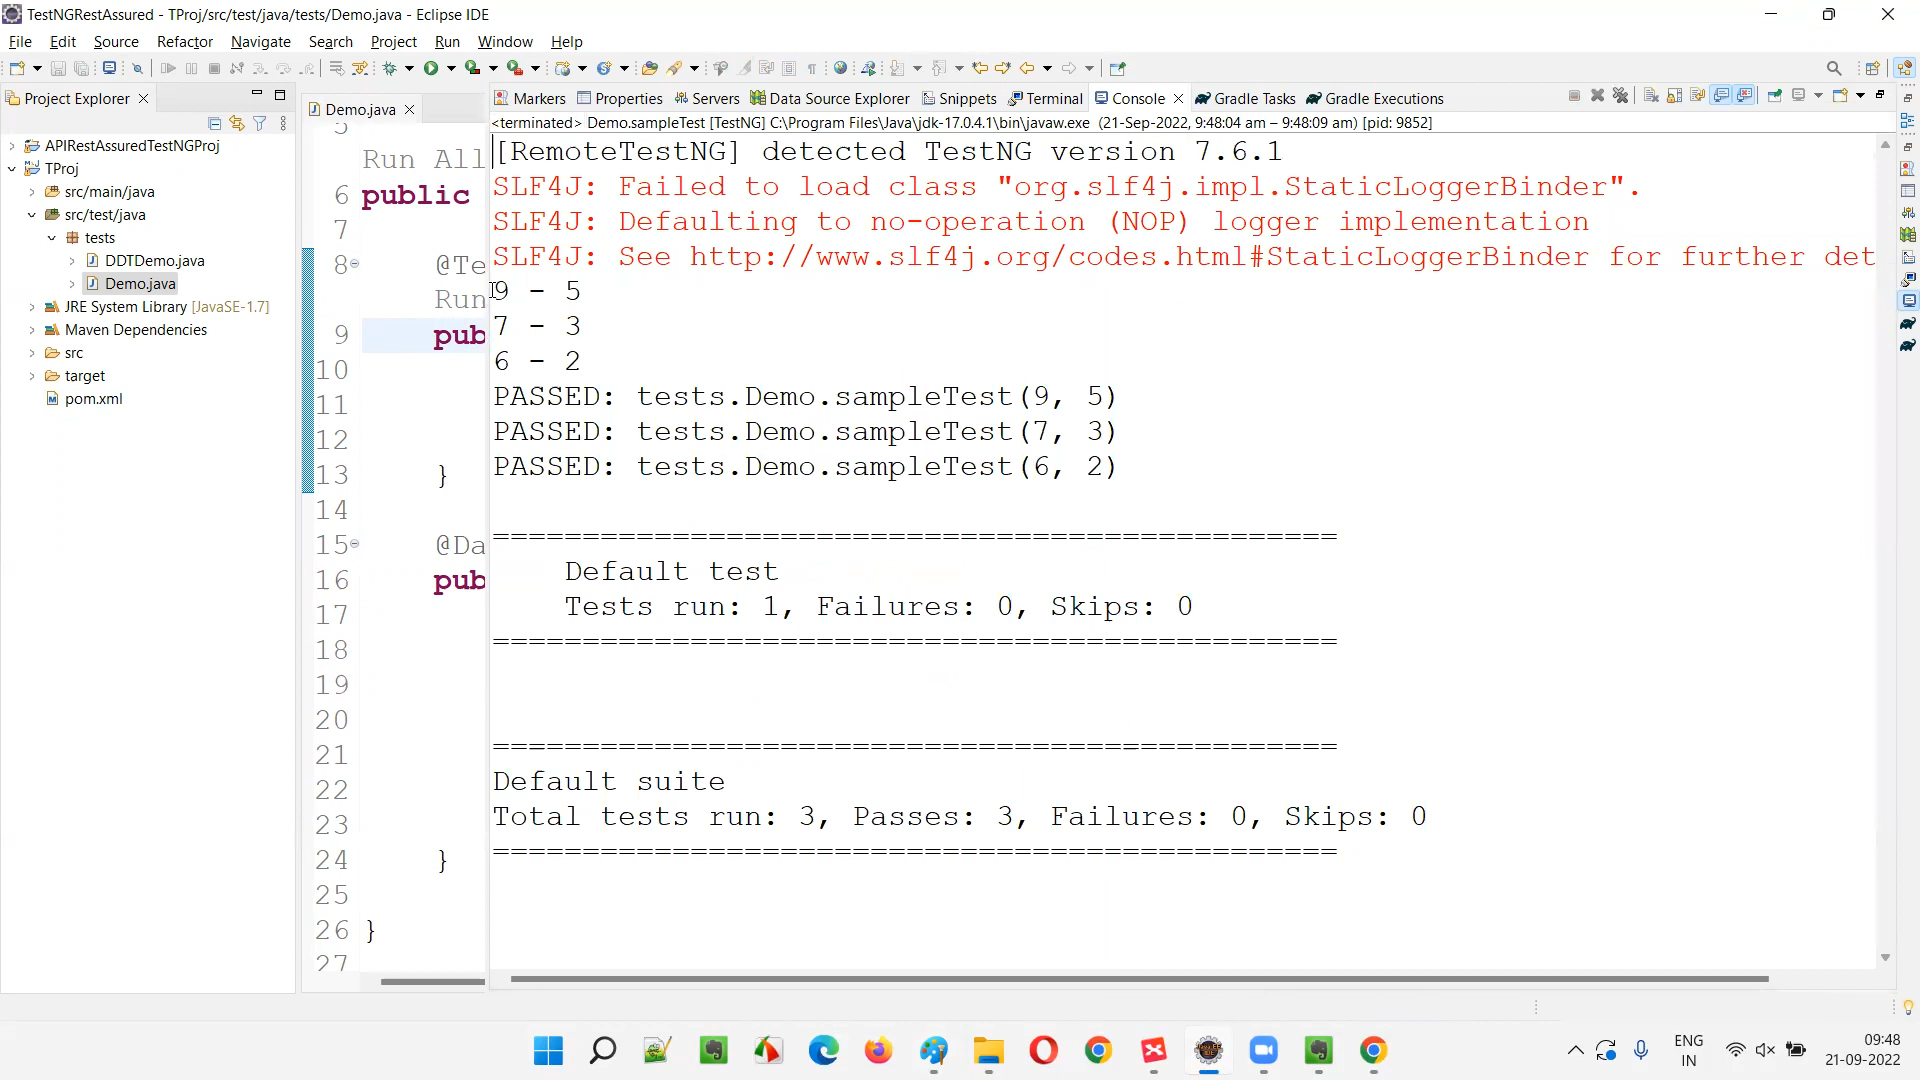 TestNGRestAssured - TProj/src/test/java/tests/Demo.java - Eclipse IDE
File Edit Source Refactor Navigate Search Project Run Window Help
Project Explorer
APIRestAssuredTestNGProj
TProj
src/main/java
src/test/java
tests
DDTDemo.java
Demo.java
JRE System Library [JavaSE-1.7]
Maven Dependencies
src
target
pom.xml
Demo.java
5
Run All
6 public
7
8 @Te
Run
9 pub
10
11
12
13 }
14
15 @Da
16 pub
17
18
19
20
21
22
23
24 }
25
26 }
27
Markers Properties Servers Data Source Explorer Snippets Terminal Console Gradle Tasks Gradle Executions
<terminated> Demo.sampleTest [TestNG] C:\Program Files\Java\jdk-17.0.4.1\bin\javaw.exe (21-Sep-2022, 9:48:04 am – 9:48:09 am) [pid: 9852]
[RemoteTestNG] detected TestNG version 7.6.1
SLF4J: Failed to load class "org.slf4j.impl.StaticLoggerBinder".
SLF4J: Defaulting to no-operation (NOP) logger implementation
SLF4J: See http://www.slf4j.org/codes.html#StaticLoggerBinder for further det
9 - 5
7 - 3
6 - 2
PASSED: tests.Demo.sampleTest(9, 5)
PASSED: tests.Demo.sampleTest(7, 3)
PASSED: tests.Demo.sampleTest(6, 2)
===============================================
Default test
Tests run: 1, Failures: 0, Skips: 0
===============================================
===============================================
Default suite
Total tests run: 3, Passes: 3, Failures: 0, Skips: 0
===============================================
ENG
IN
09:48
21-09-2022